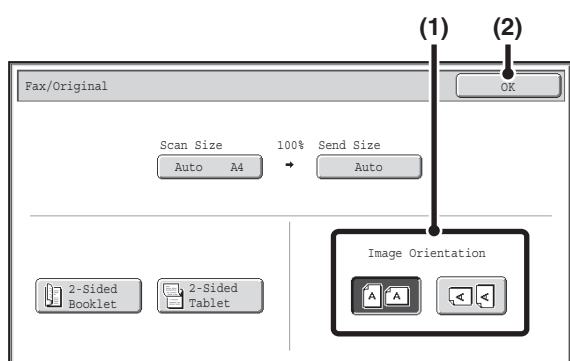 (1) (2)
Fax/Original OK
Scan Size 100% Send Size
Auto A4 → Auto
Image Orientation
2-Sided
Booklet
2-Sided
Tablet
A A A A